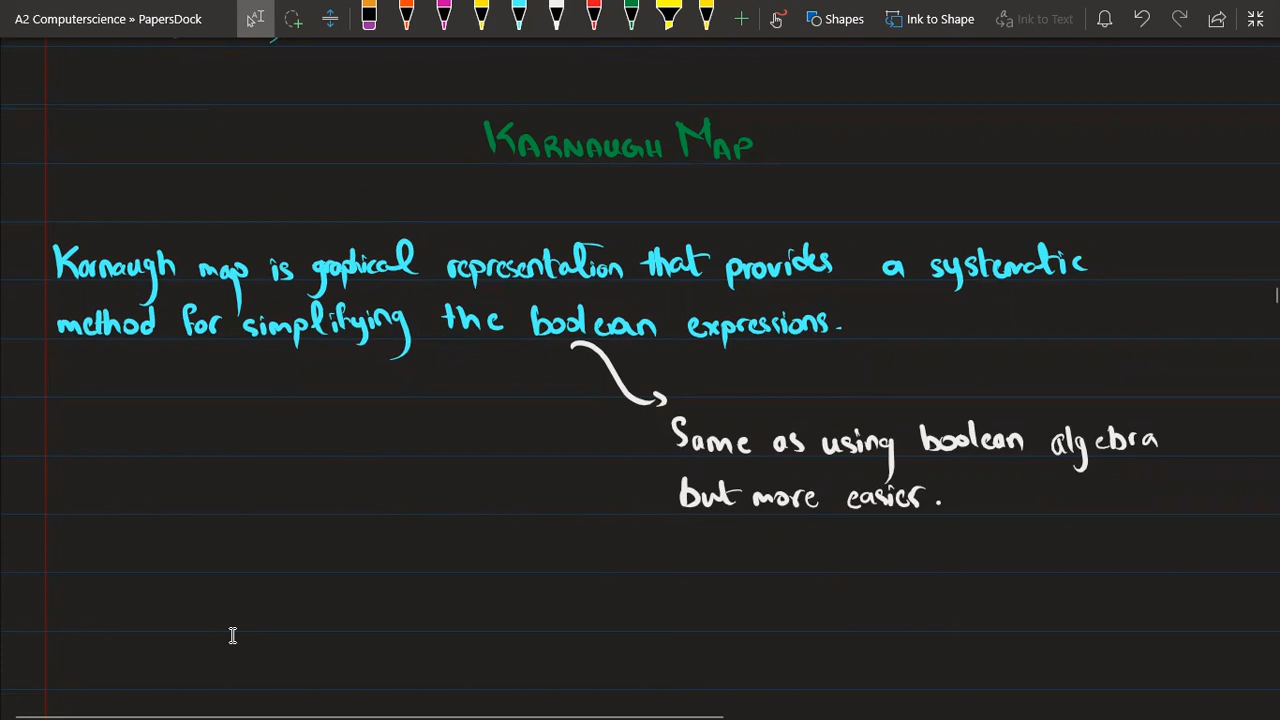 A2 Computerscience » PapersDock
Shapes
Ink to Shape
Ink to Text
KARNAUGH MAP
Karnaugh map is graphical representation that provides a systematic
method for simplifying the boolean expressions.
Same as using boolean algebra
but more easier.